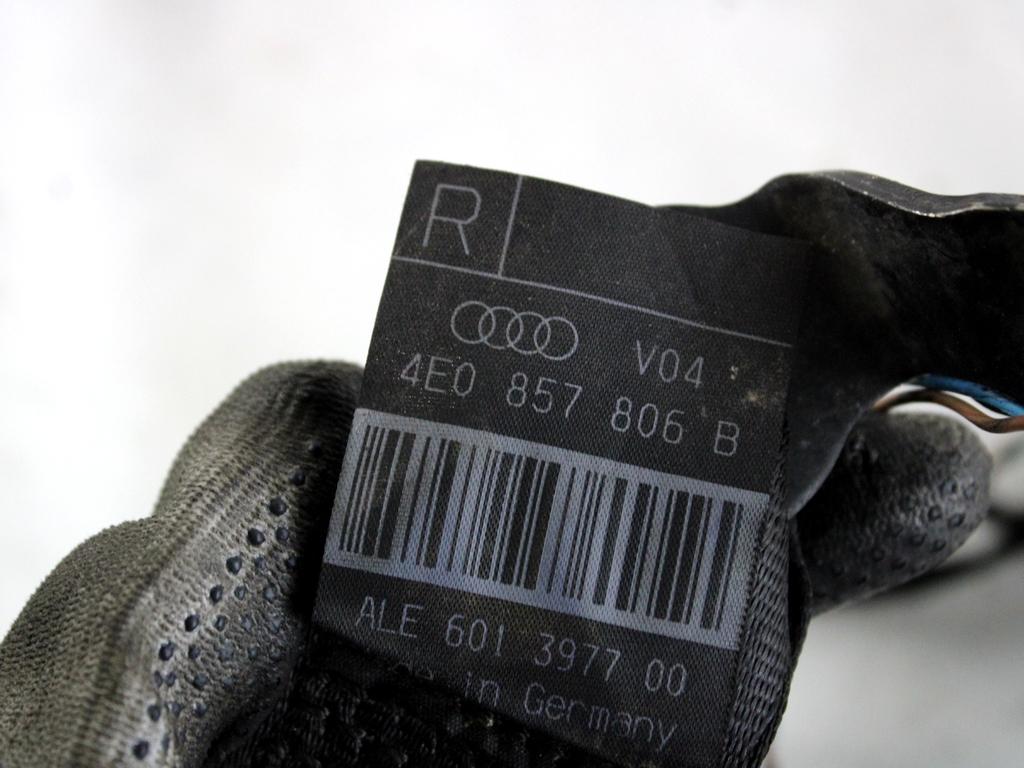 R
V04
4E0 857 806 B
ALE 601 3977 00
in Germany